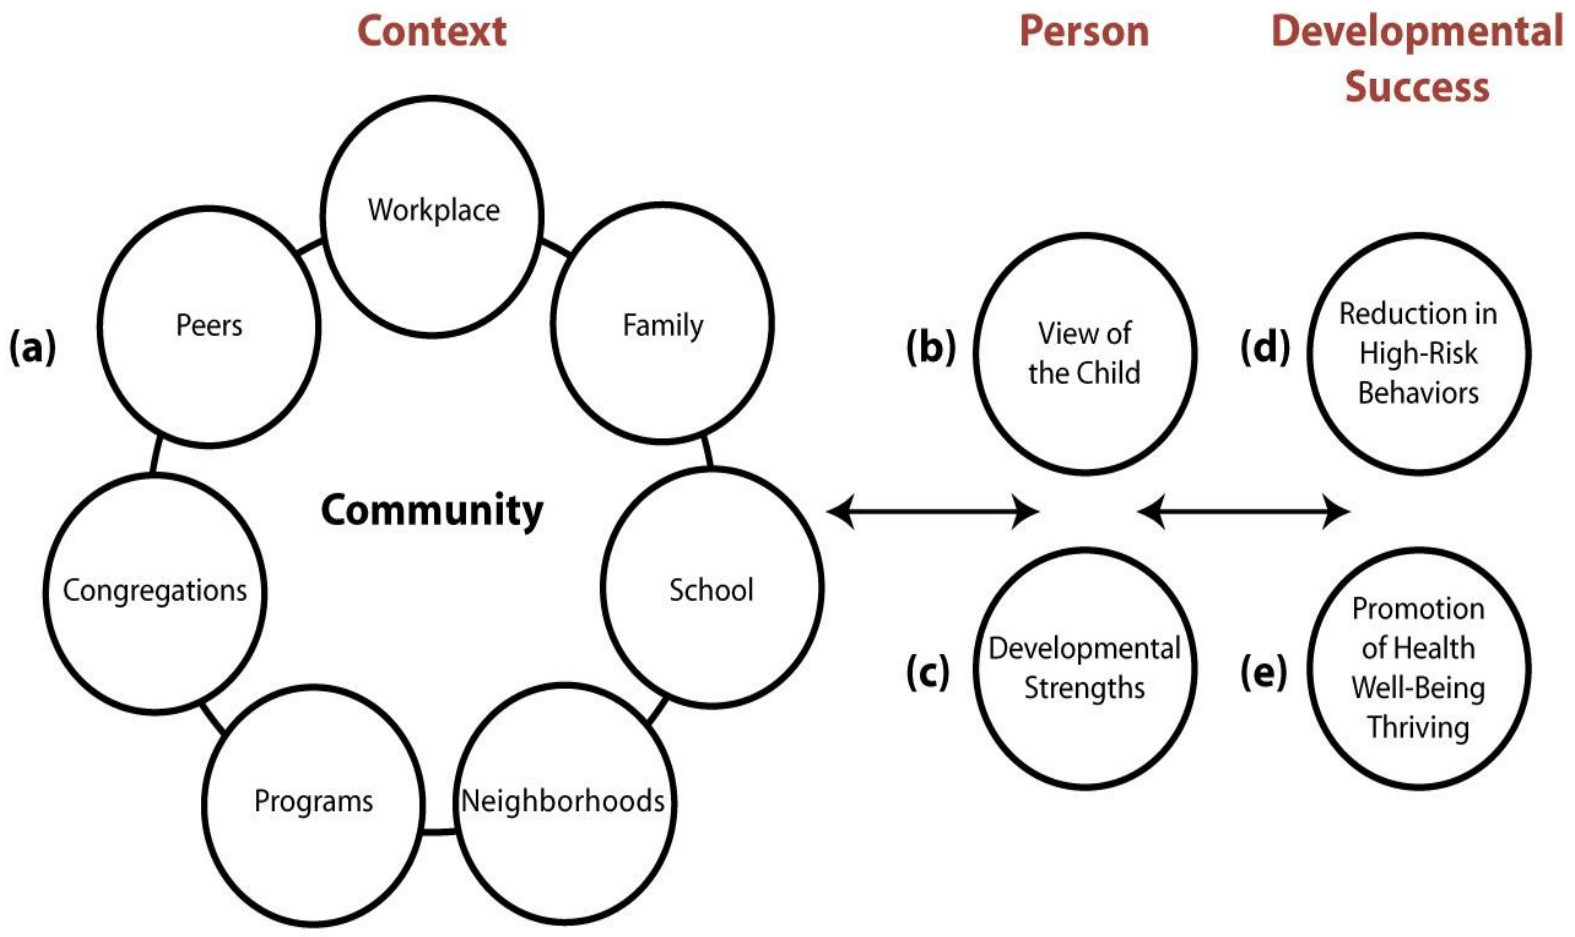 Context
Person
Developmental
Success
Workplace
Peers
Family
(a)
Community
Congregations
School
Programs
Neighborhoods
(b)
View of
the Child
(c)
Developmental
Strengths
(d)
Reduction in
High-Risk
Behaviors
(e)
Promotion
of Health
Well-Being
Thriving